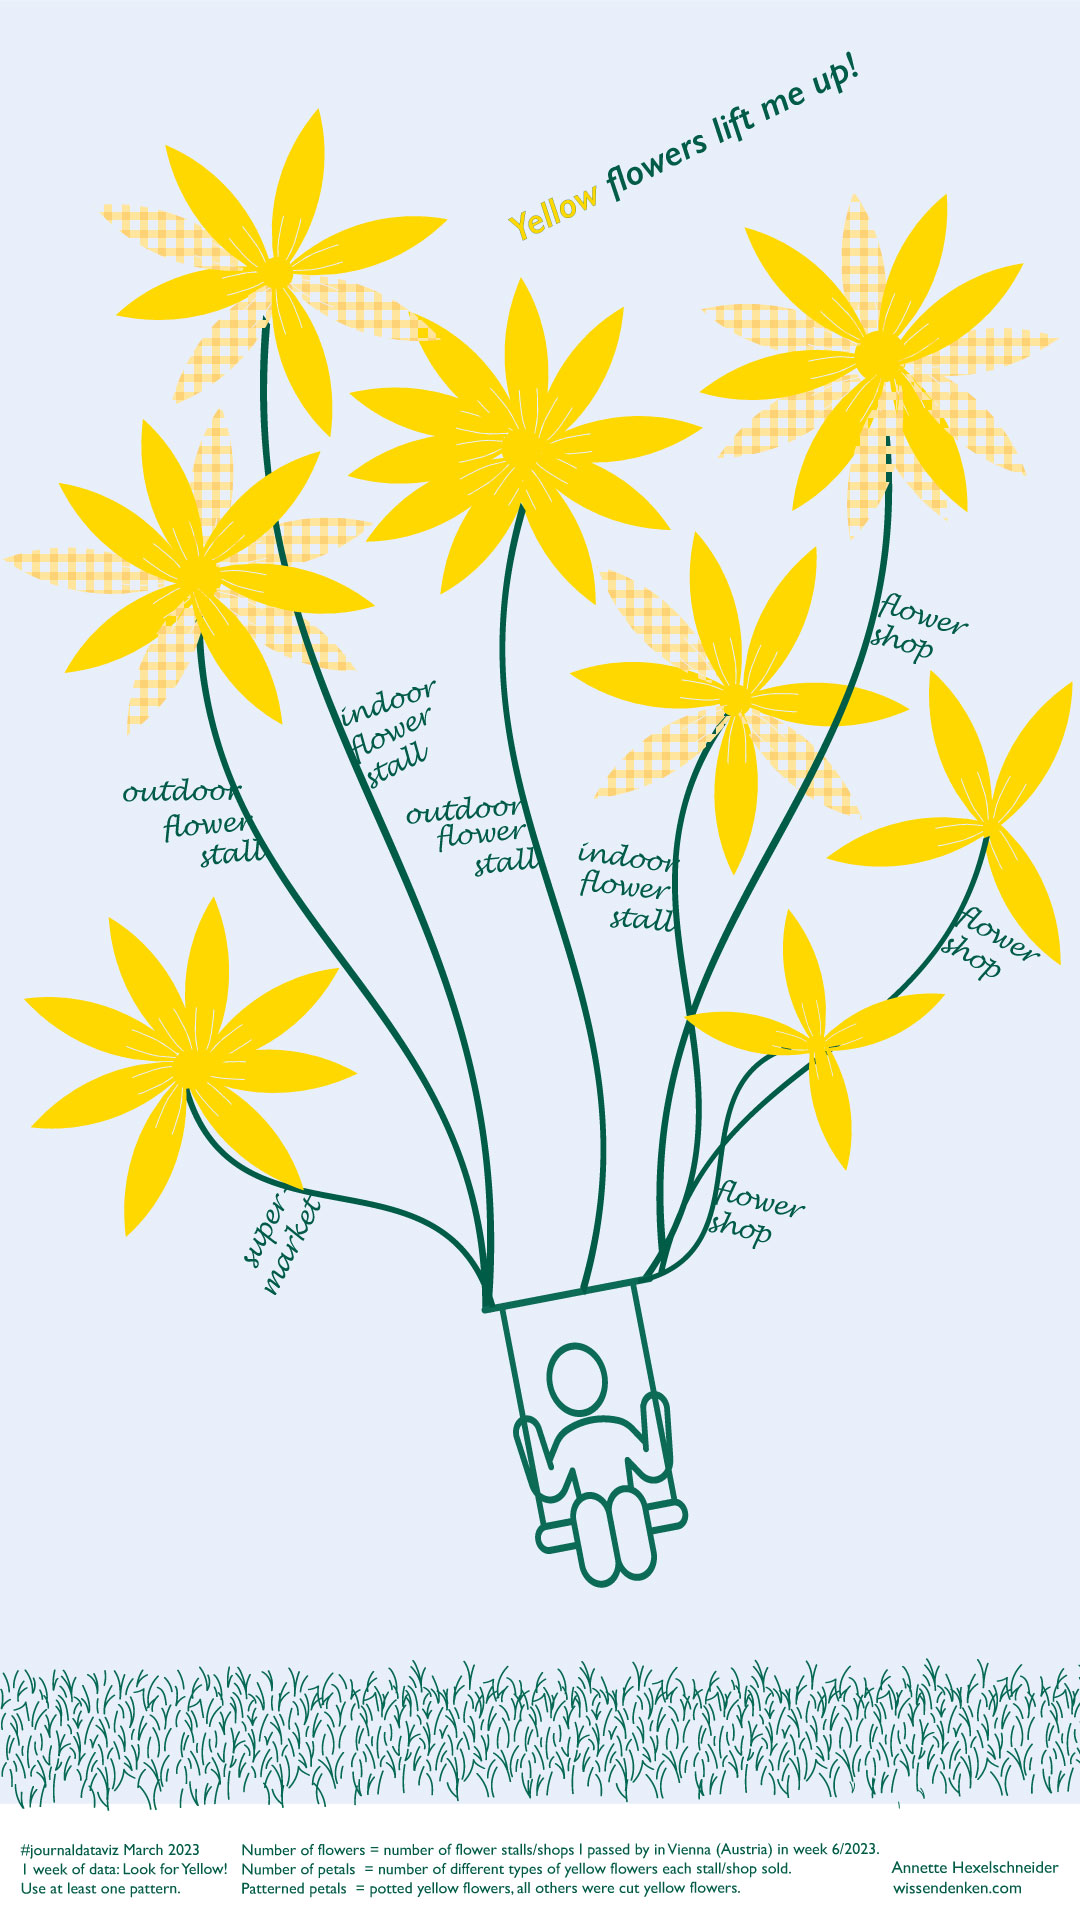 Yellow flowers lift me up!
flower
shop
indoor
flower
stall
outdoor
flower
stall
outdoor
flower
stall
indoor
flower
stall
flower
shop
super-
market
flower
shop
#journaldataviz March 2023
1 week of data: Look for Yellow!
Use at least one pattern.
Number of flowers = number of flower stalls/shops I passed by in Vienna (Austria) in week 6/2023.
Number of petals = number of different types of yellow flowers each stall/shop sold.
Patterned petals = potted yellow flowers, all others were cut yellow flowers.
Annette Hexelschneider
wissendenken.com